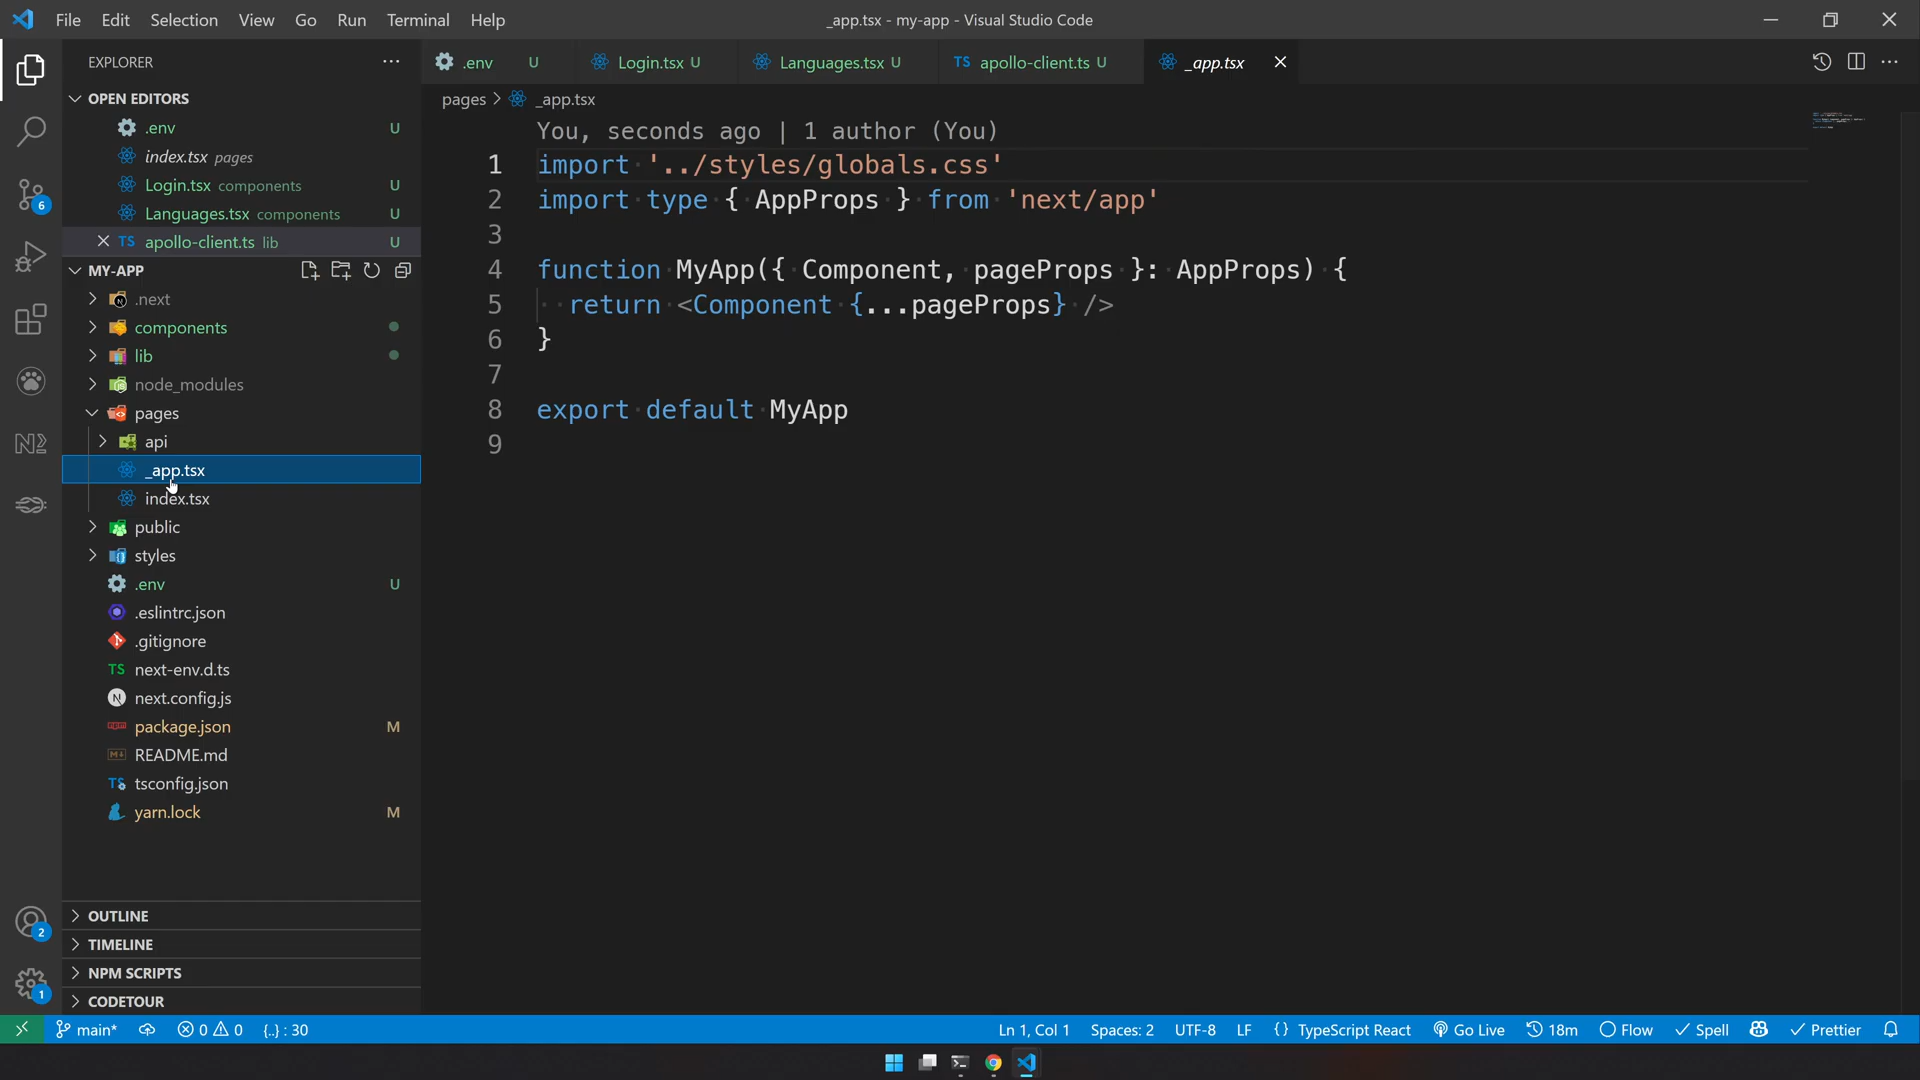 File Edit Selection View Go Run Terminal Help
_app.tsx - my-app - Visual Studio Code
EXPLORER
OPEN EDITORS
.env U
index.tsx pages
Login.tsx components U
Languages.tsx components U
TS apollo-client.ts lib U
MY-APP
.next
components
lib
node_modules
pages
api
_app.tsx
index.tsx
public
styles
.env U
.eslintrc.json
.gitignore
TS next-env.d.ts
N next.config.js
package.json M
README.md
TS tsconfig.json
yarn.lock M
OUTLINE
TIMELINE
NPM SCRIPTS
CODETOUR
6
2
1
.env U
Login.tsx U
Languages.tsx U
TS apollo-client.ts U
_app.tsx
pages > _app.tsx
You, seconds ago | 1 author (You)
1 import '../styles/globals.css'
2 import type { AppProps } from 'next/app'
3
4 function MyApp({ Component, pageProps }: AppProps) {
5 return <Component {...pageProps} />
6 }
7
8 export default MyApp
9
main* 0 0 {..} : 30
Ln 1, Col 1 Spaces: 2 UTF-8 LF {} TypeScript React Go Live 18m Flow Spell Prettier